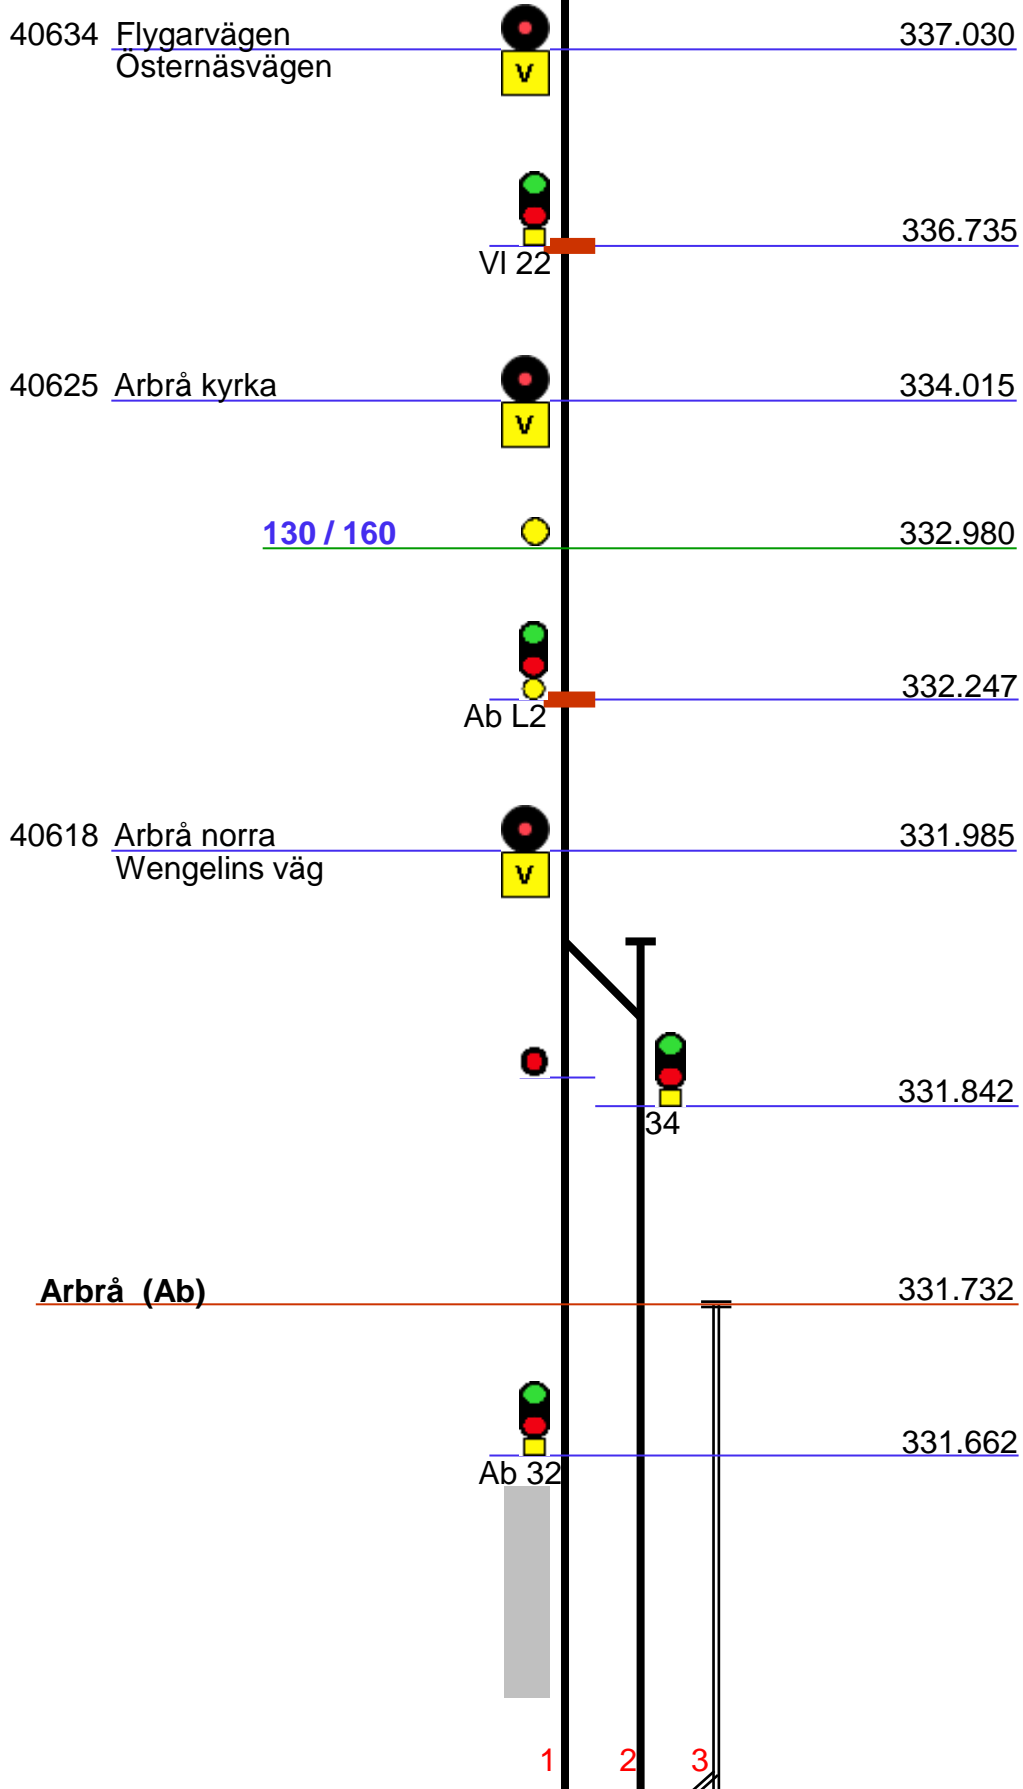 40634 Flygarvägen 337.030
Östernäsvägen
V
336.735
Vl 22
40625 Arbrå kyrka 334.015
V
130 / 160 332.980
332.247
Ab L2
40618 Arbrå norra 331.985
Wengelins väg
V
331.842
34
Arbrå (Ab) 331.732
331.662
Ab 32
1 2 3